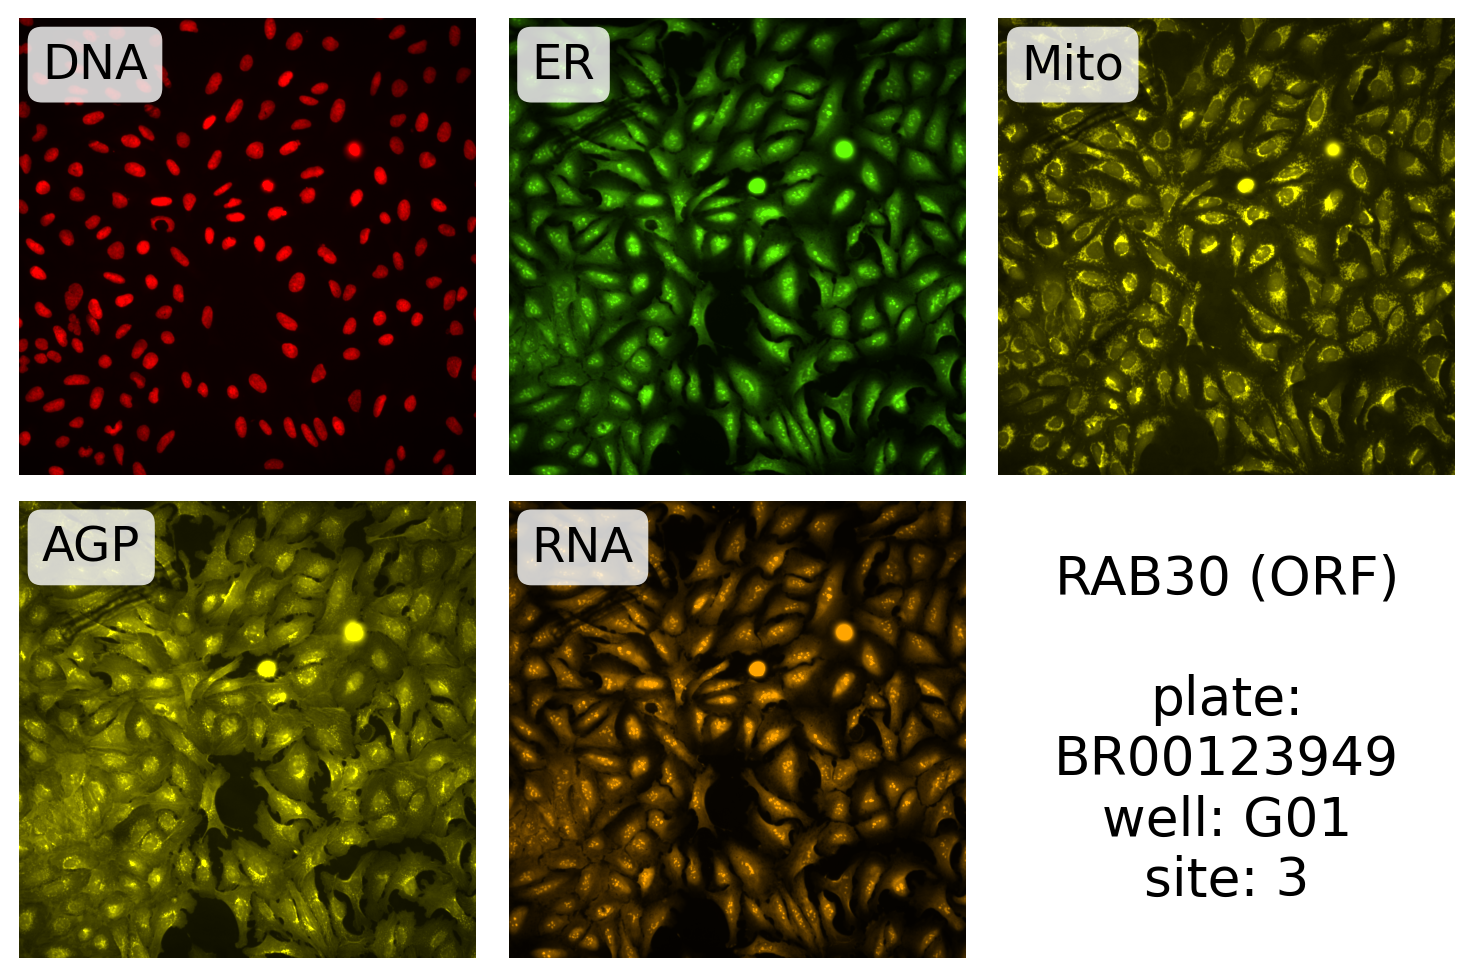 DNA
ER
Mito
AGP
RNA
RAB30 (ORF)
plate:
BR00123949
well: G01
site: 3